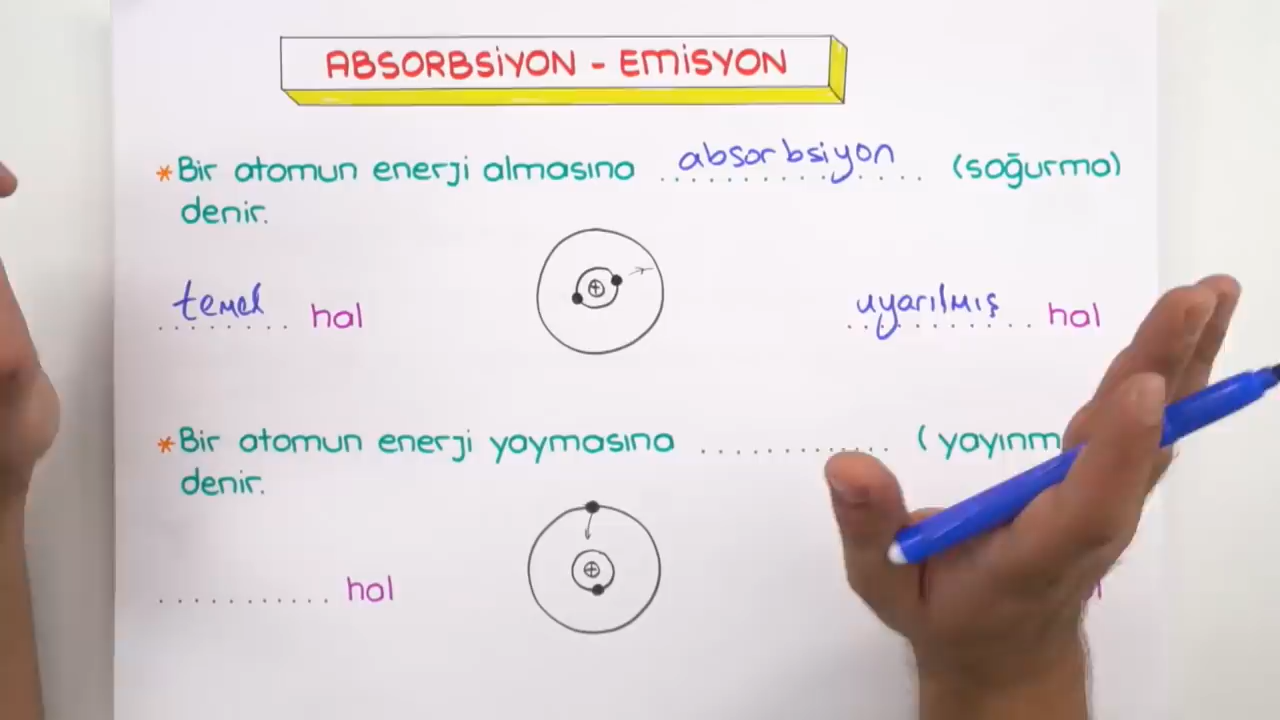 ABSORBSİYON - EMİSYON
*Bir atomun enerji almasına absorbsiyon (soğurma)
denir.
temel hal
uyarılmış hal
*Bir atomun enerji yaymasına ............ (yayınm
denir.
........... hal